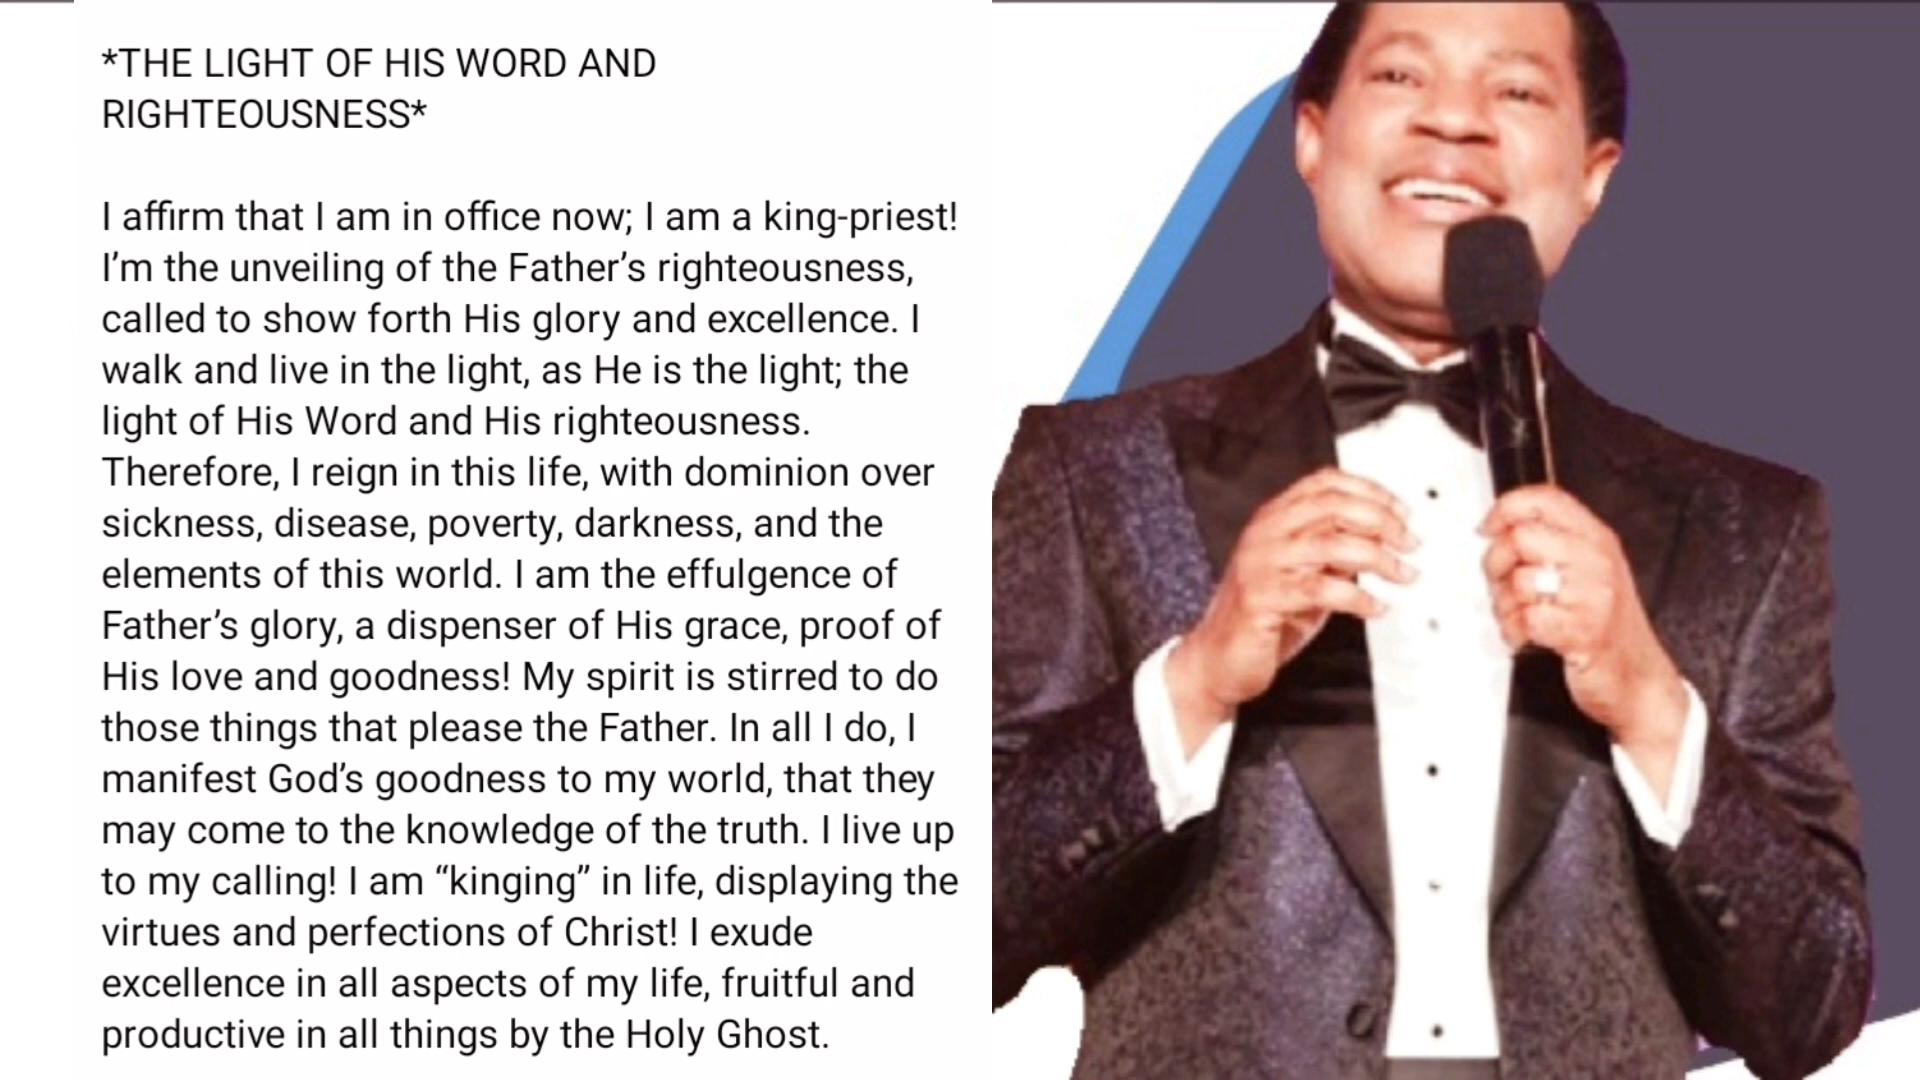 *THE LIGHT OF HIS WORD AND
RIGHTEOUSNESS*
I affirm that I am in office now; I am a king-priest!
I’m the unveiling of the Father’s righteousness,
called to show forth His glory and excellence. I
walk and live in the light, as He is the light; the
light of His Word and His righteousness.
Therefore, I reign in this life, with dominion over
sickness, disease, poverty, darkness, and the
elements of this world. I am the effulgence of
Father’s glory, a dispenser of His grace, proof of
His love and goodness! My spirit is stirred to do
those things that please the Father. In all I do, I
manifest God’s goodness to my world, that they
may come to the knowledge of the truth. I live up
to my calling! I am “kinging” in life, displaying the
virtues and perfections of Christ! I exude
excellence in all aspects of my life, fruitful and
productive in all things by the Holy Ghost.